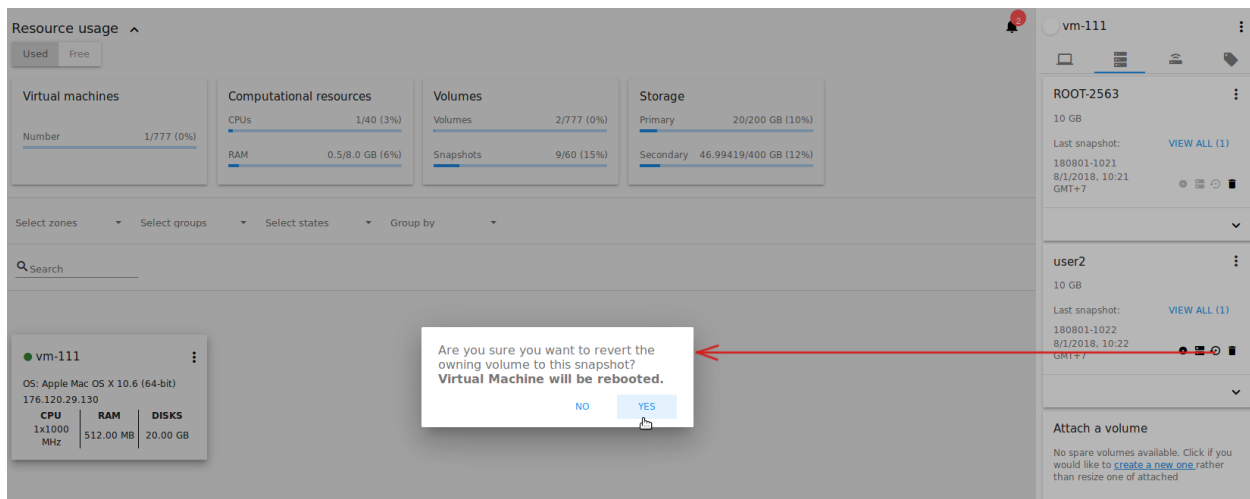 Resource usage
2
Used Free
Virtual machines
Number 1/777 (0%)
Computational resources
CPUs 1/40 (3%)
RAM 0.5/8.0 GB (6%)
Volumes
Volumes 2/777 (0%)
Snapshots 9/60 (15%)
Storage
Primary 20/200 GB (10%)
Secondary 46.99419/400 GB (12%)
Select zones Select groups Select states Group by
Search
vm-111
OS: Apple Mac OS X 10.6 (64-bit)
176.120.29.130
CPU RAM DISKS
1x1000 MHz 512.00 MB 20.00 GB
Are you sure you want to revert the
owning volume to this snapshot?
Virtual Machine will be rebooted.
NO YES
vm-111
ROOT-2563
10 GB
Last snapshot: VIEW ALL (1)
180801-1021
8/1/2018, 10:21
GMT+7
user2
10 GB
Last snapshot: VIEW ALL (1)
180801-1022
8/1/2018, 10:22
GMT+7
Attach a volume
No spare volumes available. Click if you
would like to create a new one rather
than resize one of attached